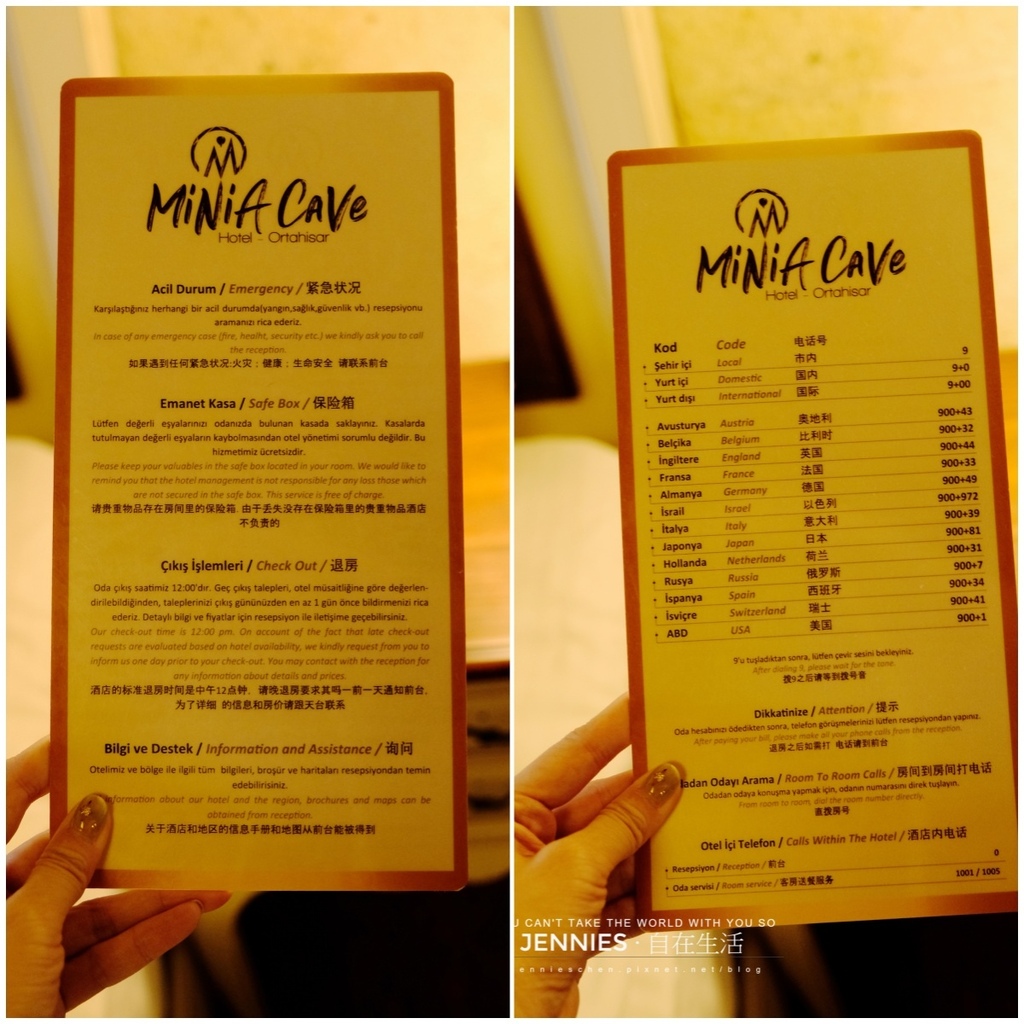 MiNiA CaVe
Hotel - Ortahisar
Acil Durum / Emergency / 紧急状况
Karşılaştığınız herhangi bir acil durumda(yangın,sağlık,güvenlik vb.) resepsiyonu
aramanızı rica ederiz.
In case of any emergency case (fire, healht, security etc.) we kindly ask you to call
the reception.
如果遇到任何紧急状况:火灾；健康；生命安全 请联系前台
Emanet Kasa / Safe Box / 保险箱
Lütfen değerli eşyalarınızı odanızda bulunan kasada saklayınız. Kasalarda
tutulmayan değerli eşyaların kaybolmasından otel yönetimi sorumlu değildir. Bu
hizmetimiz ücretsizdir.
Please keep your valuables in the safe box located in your room. We would like to
remind you that the hotel management is not responsible for any loss those which
are not secured in the safe box. This service is free of charge.
请贵重物品存在房间里的保险箱. 由于丢失没存在保险箱里的贵重物品酒店
不负责的
Çıkış İşlemleri / Check Out / 退房
Oda çıkış saatimiz 12:00'dır. Geç çıkış talepleri, otel müsaitliğine göre değerlen-
dirilebildiğinden, taleplerinizi çıkış gününüzden en az 1 gün önce bildirmenizi rica
ederiz. Detaylı bilgi ve fiyatlar için resepsiyon ile iletişime geçebilirsiniz.
Our check-out time is 12:00 pm. On account of the fact that late check-out
requests are evaluated based on hotel availability, we kindly request from you to
inform us one day prior to your check-out. You may contact with the reception for
any information about details and prices.
酒店的标准退房时间是中午12点钟，请晚退房要求其吗一前一天通知前台,
为了详细 的信息和房价请跟天台联系
Bilgi ve Destek / Information and Assistance / 询问
Otelimiz ve bölge ile ilgili tüm bilgileri, broşür ve haritaları resepsiyondan temin
edebilirisiniz.
information about our hotel and the region, brochures and maps can be
obtained from reception.
关于酒店和地区的信息手册和地图从前台能被得到
MiNiA CaVe
Hotel - Ortahisar
Kod Code 电话号
Şehir içi Local 市内 9
Yurt içi Domestic 国内 9+0
Yurt dışı International 国际 9+00
Avusturya Austria 奥地利 900+43
Belçika Belgium 比利时 900+32
İngiltere England 英国 900+44
Fransa France 法国 900+33
Almanya Germany 德国 900+49
İsrail Israel 以色列 900+972
İtalya Italy 意大利 900+39
Japonya Japan 日本 900+81
Hollanda Netherlands 荷兰 900+31
Rusya Russia 俄罗斯 900+7
İspanya Spain 西班牙 900+34
İsviçre Switzerland 瑞士 900+41
ABD USA 美国 900+1
9'u tuşladıktan sonra, lütfen çevir sesini bekleyiniz.
After dialing 9, please wait for the tone.
拨9之后请等到拨号音
Dikkatinize / Attention / 提示
Oda hesabınızı ödedikten sonra, telefon görüşmelerinizi lütfen resepsiyondan yapınız.
After paying your bill, please make all your phone calls from the reception.
退房之后如需打 电话请到前台
dadan Odayı Arama / Room To Room Calls / 房间到房间打电话
Odadan odaya konuşma yapmak için, odanın numarasını direk tuşlayın.
From room to room, dial the room number directly.
直拨房号
Otel İçi Telefon / Calls Within The Hotel / 酒店内电话
Resepsiyon / Reception / 前台 0
Oda servisi / Room service / 客房送餐服务 1001 / 1005
U CAN'T TAKE THE WORLD WITH YOU SO
JENNIES · 自在生活
ennieschen.pixnet.net/blog